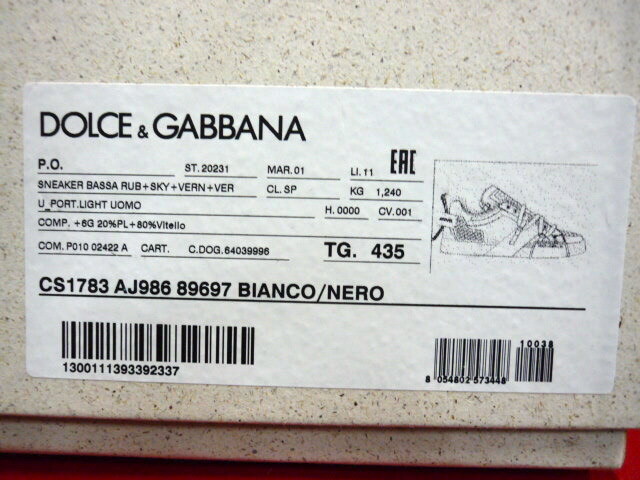 DOLCE & GABBANA
P.O. ST. 20231 MAR. 01 LI. 11 EAC
SNEAKER BASSA RUB+SKY+VERN+VER CL. SP KG 1,240
U_PORT.LIGHT UOMO H. 0000 CV. 001
COMP. +6G 20%PL+80%Vitello
COM. P010 02422 A CART. C.DOG. 64039996 TG. 435
CS1783 AJ986 89697 BIANCO/NERO
1300111393392337
10038
8 054802 573448